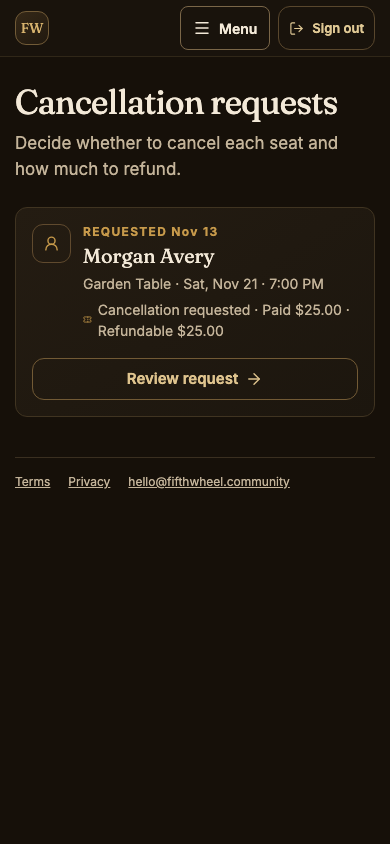 FW
Menu
Sign out
Cancellation requests
Decide whether to cancel each seat and
how much to refund.
REQUESTED Nov 13
Morgan Avery
Garden Table · Sat, Nov 21 · 7:00 PM
Cancellation requested · Paid $25.00 ·
Refundable $25.00
Review request
Terms
Privacy
hello@fifthwheel.community